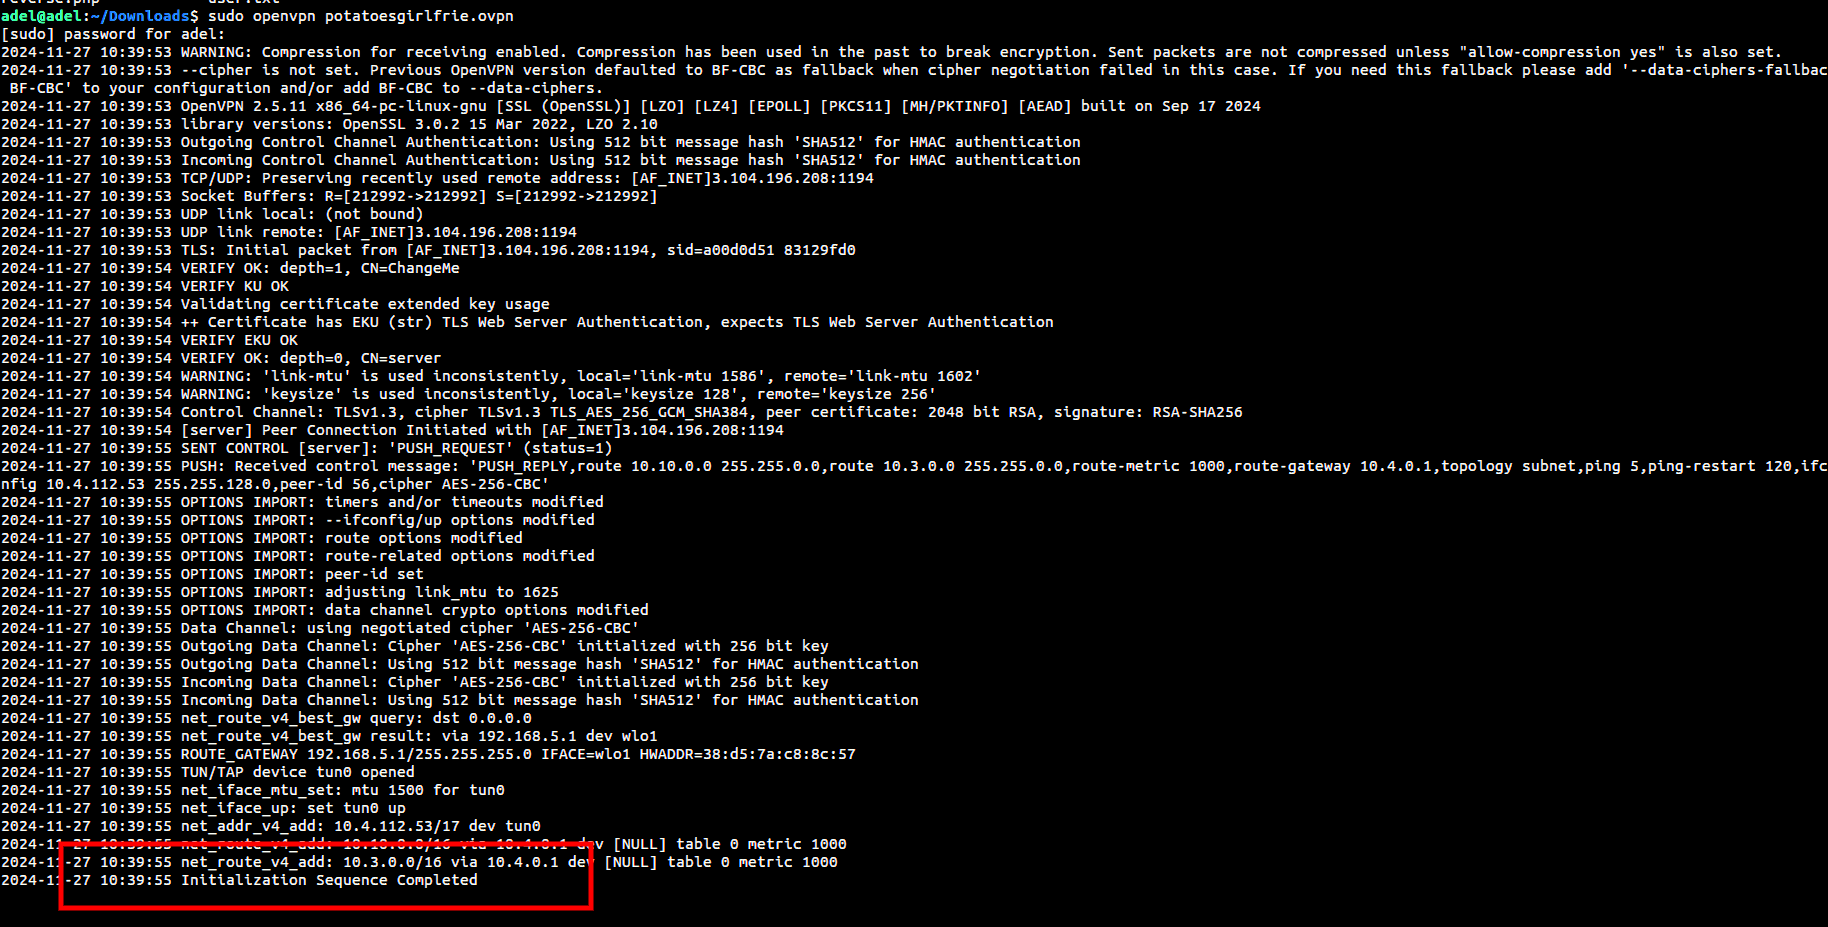 reverse.php            user.txt
adel@adel:~/Downloads$ sudo openvpn potatoesgirlfrie.ovpn
[sudo] password for adel:
2024-11-27 10:39:53 WARNING: Compression for receiving enabled. Compression has been used in the past to break encryption. Sent packets are not compressed unless "allow-compression yes" is also set.
2024-11-27 10:39:53 --cipher is not set. Previous OpenVPN version defaulted to BF-CBC as fallback when cipher negotiation failed in this case. If you need this fallback please add '--data-ciphers-fallbac
BF-CBC' to your configuration and/or add BF-CBC to --data-ciphers.
2024-11-27 10:39:53 OpenVPN 2.5.11 x86_64-pc-linux-gnu [SSL (OpenSSL)] [LZO] [LZ4] [EPOLL] [PKCS11] [MH/PKTINFO] [AEAD] built on Sep 17 2024
2024-11-27 10:39:53 library versions: OpenSSL 3.0.2 15 Mar 2022, LZO 2.10
2024-11-27 10:39:53 Outgoing Control Channel Authentication: Using 512 bit message hash 'SHA512' for HMAC authentication
2024-11-27 10:39:53 Incoming Control Channel Authentication: Using 512 bit message hash 'SHA512' for HMAC authentication
2024-11-27 10:39:53 TCP/UDP: Preserving recently used remote address: [AF_INET]3.104.196.208:1194
2024-11-27 10:39:53 Socket Buffers: R=[212992->212992] S=[212992->212992]
2024-11-27 10:39:53 UDP link local: (not bound)
2024-11-27 10:39:53 UDP link remote: [AF_INET]3.104.196.208:1194
2024-11-27 10:39:53 TLS: Initial packet from [AF_INET]3.104.196.208:1194, sid=a00d0d51 83129fd0
2024-11-27 10:39:54 VERIFY OK: depth=1, CN=ChangeMe
2024-11-27 10:39:54 VERIFY KU OK
2024-11-27 10:39:54 Validating certificate extended key usage
2024-11-27 10:39:54 ++ Certificate has EKU (str) TLS Web Server Authentication, expects TLS Web Server Authentication
2024-11-27 10:39:54 VERIFY EKU OK
2024-11-27 10:39:54 VERIFY OK: depth=0, CN=server
2024-11-27 10:39:54 WARNING: 'link-mtu' is used inconsistently, local='link-mtu 1586', remote='link-mtu 1602'
2024-11-27 10:39:54 WARNING: 'keysize' is used inconsistently, local='keysize 128', remote='keysize 256'
2024-11-27 10:39:54 Control Channel: TLSv1.3, cipher TLSv1.3 TLS_AES_256_GCM_SHA384, peer certificate: 2048 bit RSA, signature: RSA-SHA256
2024-11-27 10:39:54 [server] Peer Connection Initiated with [AF_INET]3.104.196.208:1194
2024-11-27 10:39:55 SENT CONTROL [server]: 'PUSH_REQUEST' (status=1)
2024-11-27 10:39:55 PUSH: Received control message: 'PUSH_REPLY,route 10.10.0.0 255.255.0.0,route 10.3.0.0 255.255.0.0,route-metric 1000,route-gateway 10.4.0.1,topology subnet,ping 5,ping-restart 120,ifc
nfig 10.4.112.53 255.255.128.0,peer-id 56,cipher AES-256-CBC'
2024-11-27 10:39:55 OPTIONS IMPORT: timers and/or timeouts modified
2024-11-27 10:39:55 OPTIONS IMPORT: --ifconfig/up options modified
2024-11-27 10:39:55 OPTIONS IMPORT: route options modified
2024-11-27 10:39:55 OPTIONS IMPORT: route-related options modified
2024-11-27 10:39:55 OPTIONS IMPORT: peer-id set
2024-11-27 10:39:55 OPTIONS IMPORT: adjusting link_mtu to 1625
2024-11-27 10:39:55 OPTIONS IMPORT: data channel crypto options modified
2024-11-27 10:39:55 Data Channel: using negotiated cipher 'AES-256-CBC'
2024-11-27 10:39:55 Outgoing Data Channel: Cipher 'AES-256-CBC' initialized with 256 bit key
2024-11-27 10:39:55 Outgoing Data Channel: Using 512 bit message hash 'SHA512' for HMAC authentication
2024-11-27 10:39:55 Incoming Data Channel: Cipher 'AES-256-CBC' initialized with 256 bit key
2024-11-27 10:39:55 Incoming Data Channel: Using 512 bit message hash 'SHA512' for HMAC authentication
2024-11-27 10:39:55 net_route_v4_best_gw query: dst 0.0.0.0
2024-11-27 10:39:55 net_route_v4_best_gw result: via 192.168.5.1 dev wlo1
2024-11-27 10:39:55 ROUTE_GATEWAY 192.168.5.1/255.255.255.0 IFACE=wlo1 HWADDR=38:d5:7a:c8:8c:57
2024-11-27 10:39:55 TUN/TAP device tun0 opened
2024-11-27 10:39:55 net_iface_mtu_set: mtu 1500 for tun0
2024-11-27 10:39:55 net_iface_up: set tun0 up
2024-11-27 10:39:55 net_addr_v4_add: 10.4.112.53/17 dev tun0
2024-11-27 10:39:55 net_route_v4_add: 10.10.0.0/16 via 10.4.0.1 dev [NULL] table 0 metric 1000
2024-11-27 10:39:55 net_route_v4_add: 10.3.0.0/16 via 10.4.0.1 dev [NULL] table 0 metric 1000
2024-11-27 10:39:55 Initialization Sequence Completed